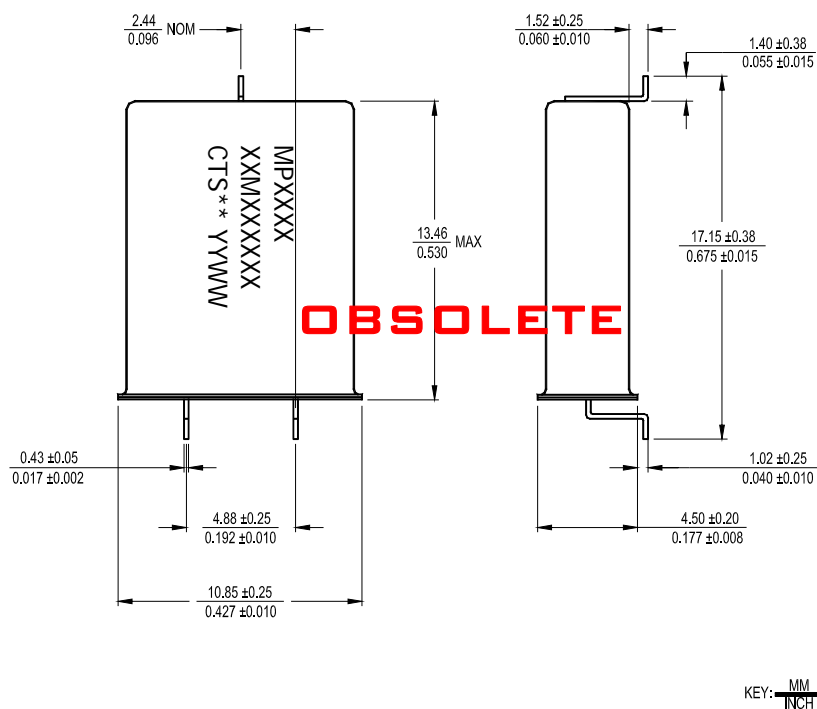 2.44
0.096 NOM
1.52 ±0.25
0.060 ±0.010
1.40 ±0.38
0.055 ±0.015
MPXXXX
XXMXXXXXX
CTS** YYWW
13.46
0.530 MAX
17.15 ±0.38
0.675 ±0.015
OBSOLETE
0.43 ±0.05
0.017 ±0.002
1.02 ±0.25
0.040 ±0.010
4.88 ±0.25
0.192 ±0.010
4.50 ±0.20
0.177 ±0.008
10.85 ±0.25
0.427 ±0.010
KEY: MM
INCH